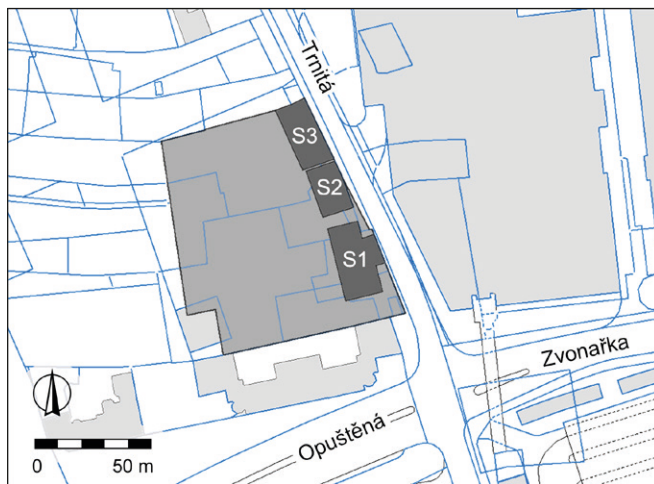 Trnitá
S3
S2
S1
Zvonařka
Opuštěná
0 50 m